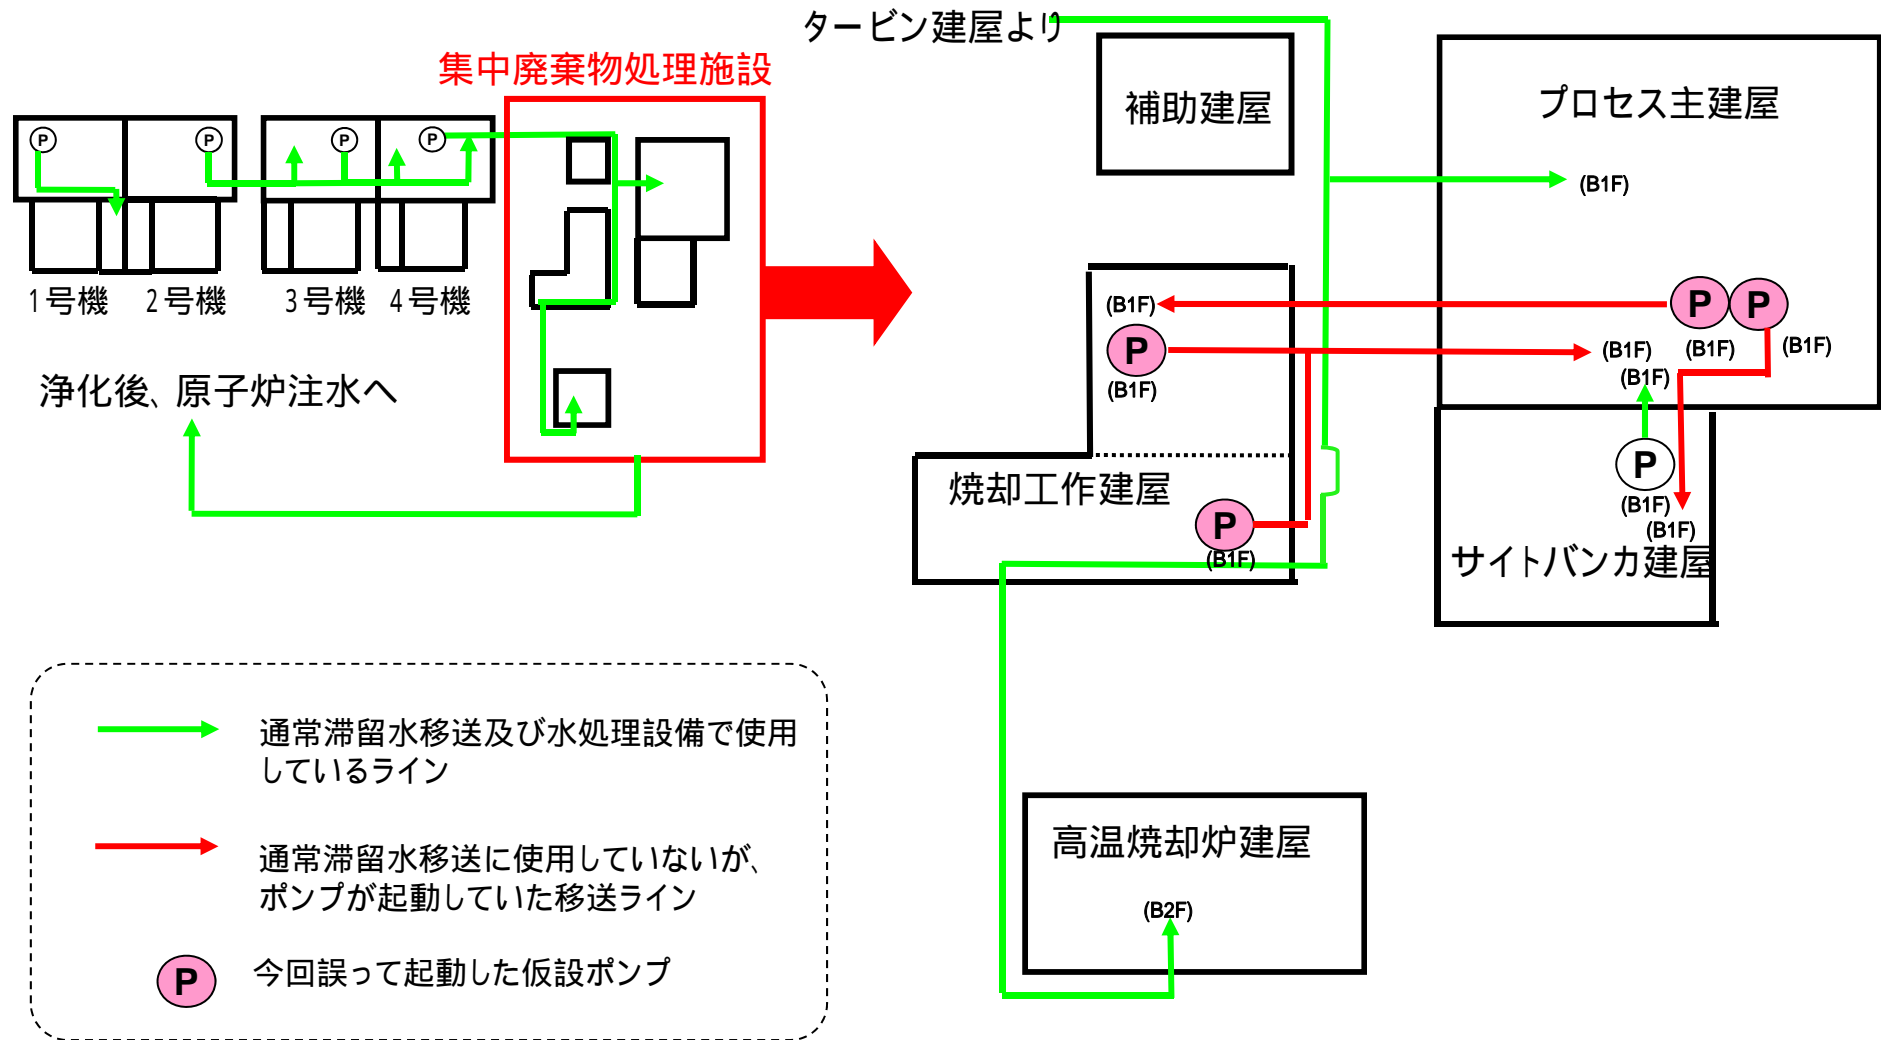 タービン建屋より
集中廃棄物処理施設
補助建屋
プロセス主建屋
P
P
P
P
(B1F)
1号機
2号機
3号機
4号機
(B1F)
P
P
P
(B1F)
(B1F)
(B1F)
(B1F)
(B1F)
(B1F)
浄化後、原子炉注水へ
P
焼却工作建屋
(B1F)
P
(B1F)
(B1F)
サイトバンカ建屋
通常滞留水移送及び水処理設備で使用
しているライン
高温焼却炉建屋
通常滞留水移送に使用していないが、
ポンプが起動していた移送ライン
(B2F)
P
今回誤って起動した仮設ポンプ